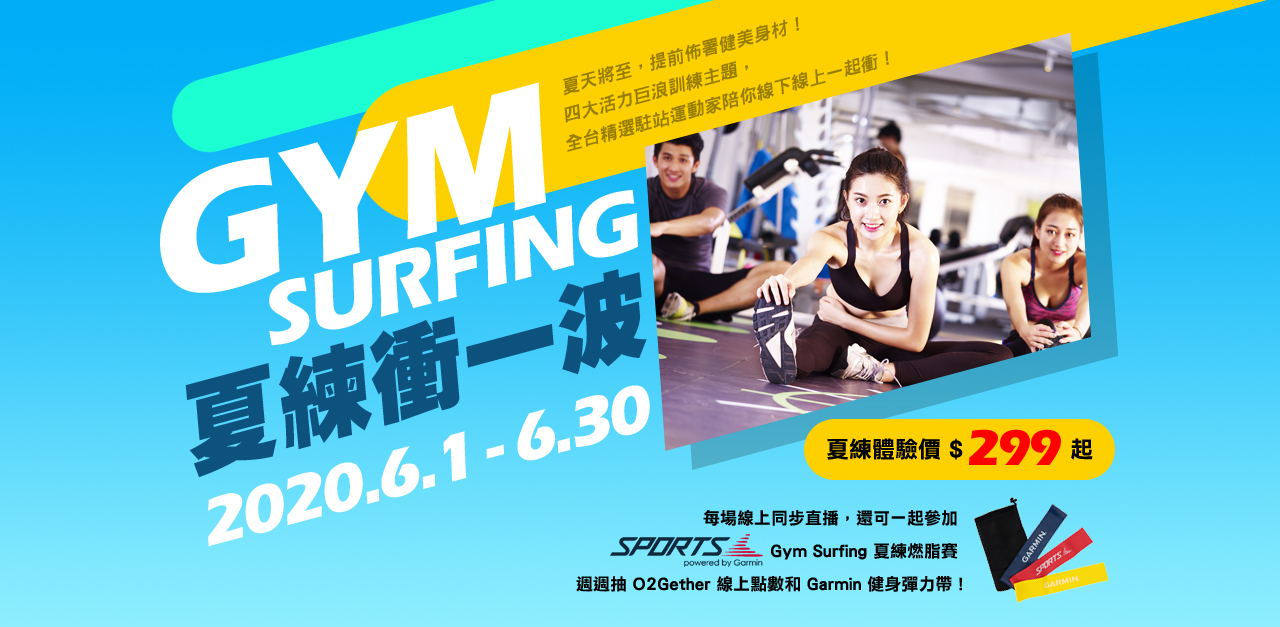 夏天將至，提前佈署健美身材！
四大活力巨浪訓練主題，
全台精選駐站運動家陪你線下線上一起衝！
GYM
SURFING
夏練衝一波
2020.6.1 - 6.30
夏練體驗價 $ 299 起
每場線上同步直播，還可一起參加
SPORTS Gym Surfing 夏練燃脂賽
powered by Garmin
週週抽 O2Gether 線上點數和 Garmin 健身彈力帶！
GARMIN
SPORTS
GARMIN